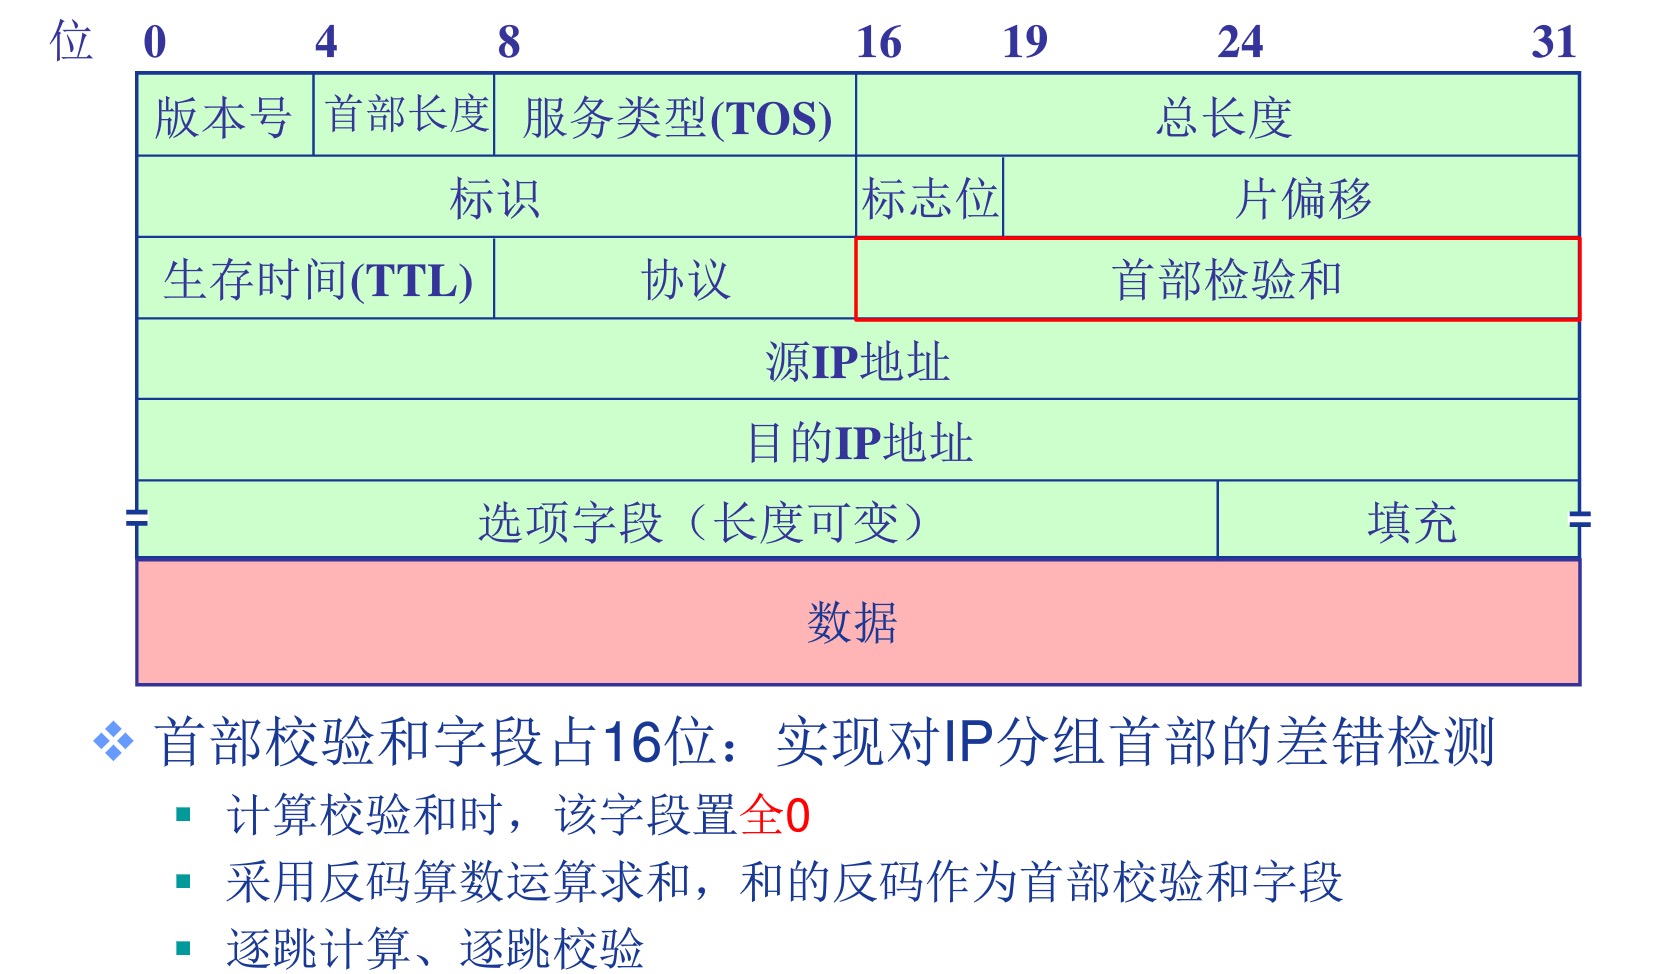 位 0 4 8 16 19 24 31
版本号 首部长度 服务类型(TOS) 总长度
标识 标志位 片偏移
生存时间(TTL) 协议 首部检验和
源IP地址
目的IP地址
选项字段（长度可变） 填充
数据
首部校验和字段占16位：实现对IP分组首部的差错检测
计算校验和时，该字段置全0
采用反码算数运算求和，和的反码作为首部校验和字段
逐跳计算、逐跳校验